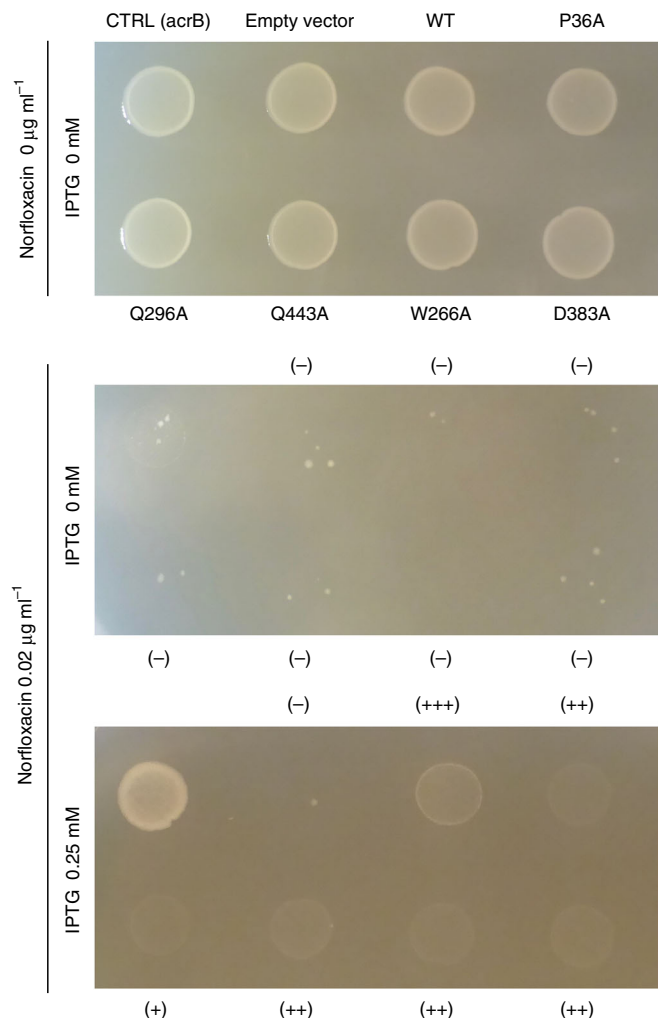 CTRL (acrB) Empty vector WT P36A
Norfloxacin 0 µg ml⁻¹
IPTG 0 mM
Q296A Q443A W266A D383A
(–) (–) (–)
Norfloxacin 0.02 µg ml⁻¹
IPTG 0 mM
(–) (–) (–) (–)
(–) (+++) (++)
IPTG 0.25 mM
(+) (++) (++) (++)